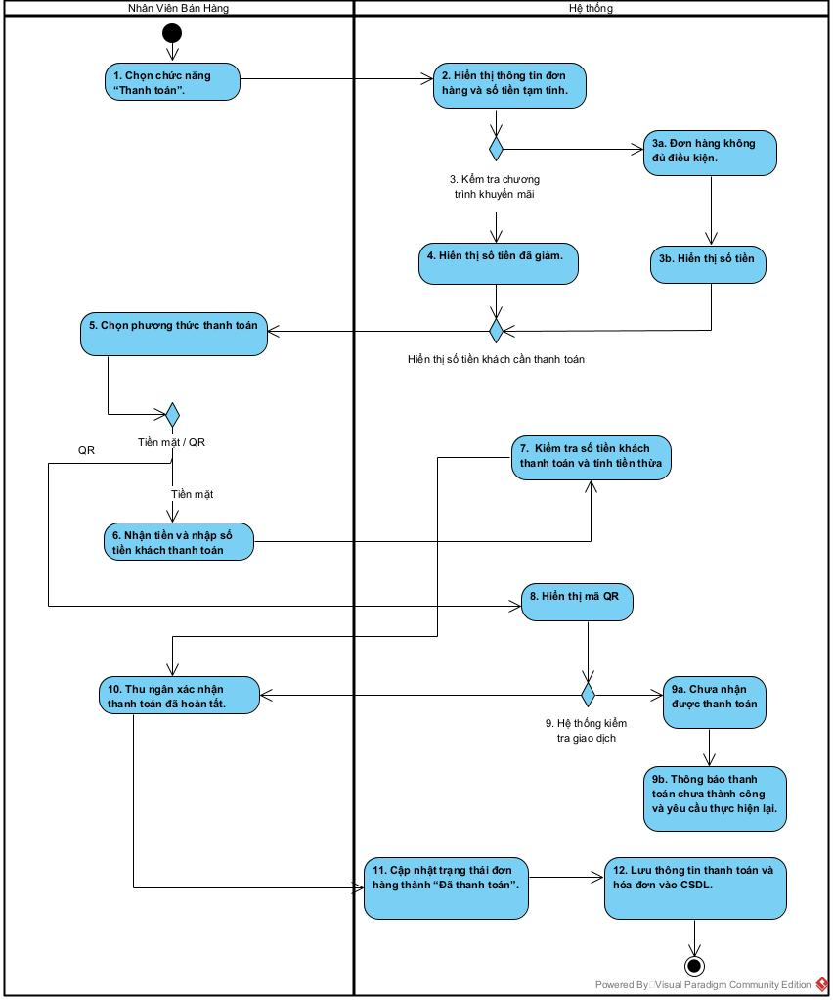 Nhân Viên Bán Hàng
Hệ thống
1. Chọn chức năng
“Thanh toán”.
2. Hiển thị thông tin đơn
hàng và số tiền tạm tính.
3a. Đơn hàng không
đủ điều kiện.
3. Kểm tra chương
trình khuyến mãi
4. Hiển thị số tiền đã giảm.
3b. Hiển thị số tiền
5. Chọn phương thức thanh toán
Hiển thị số tiền khách cần thanh toán
Tiền mặt / QR
QR
Tiền mặt
7.  Kiểm tra số tiền khách
thanh toán và tính tiền thừa
6. Nhận tiền và nhập số
tiền khách thanh toán
8. Hiển thị mã QR
10. Thu ngân xác nhận
thanh toán đã hoàn tất.
9a. Chưa nhận
được thanh toán
9. Hệ thống kiểm
tra giao dịch
9b. Thông báo thanh
toán chưa thành công
và yêu cầu thực hiện lại.
11. Cập nhật trạng thái đơn
hàng thành “Đã thanh toán”.
12. Lưu thông tin thanh toán và
hóa đơn vào CSDL.
Powered By Visual Paradigm Community Edition